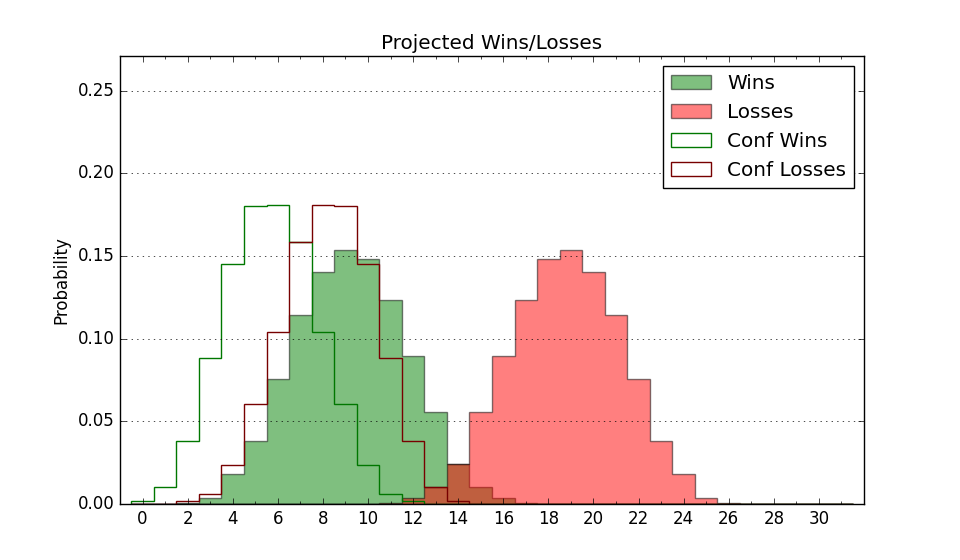 Projected Wins/Losses
Wins
Losses
Conf Wins
Conf Losses
Probability
0.25
0.20
0.15
0.10
0.05
0.00
0 2 4 6 8 10 12 14 16 18 20 22 24 26 28 30